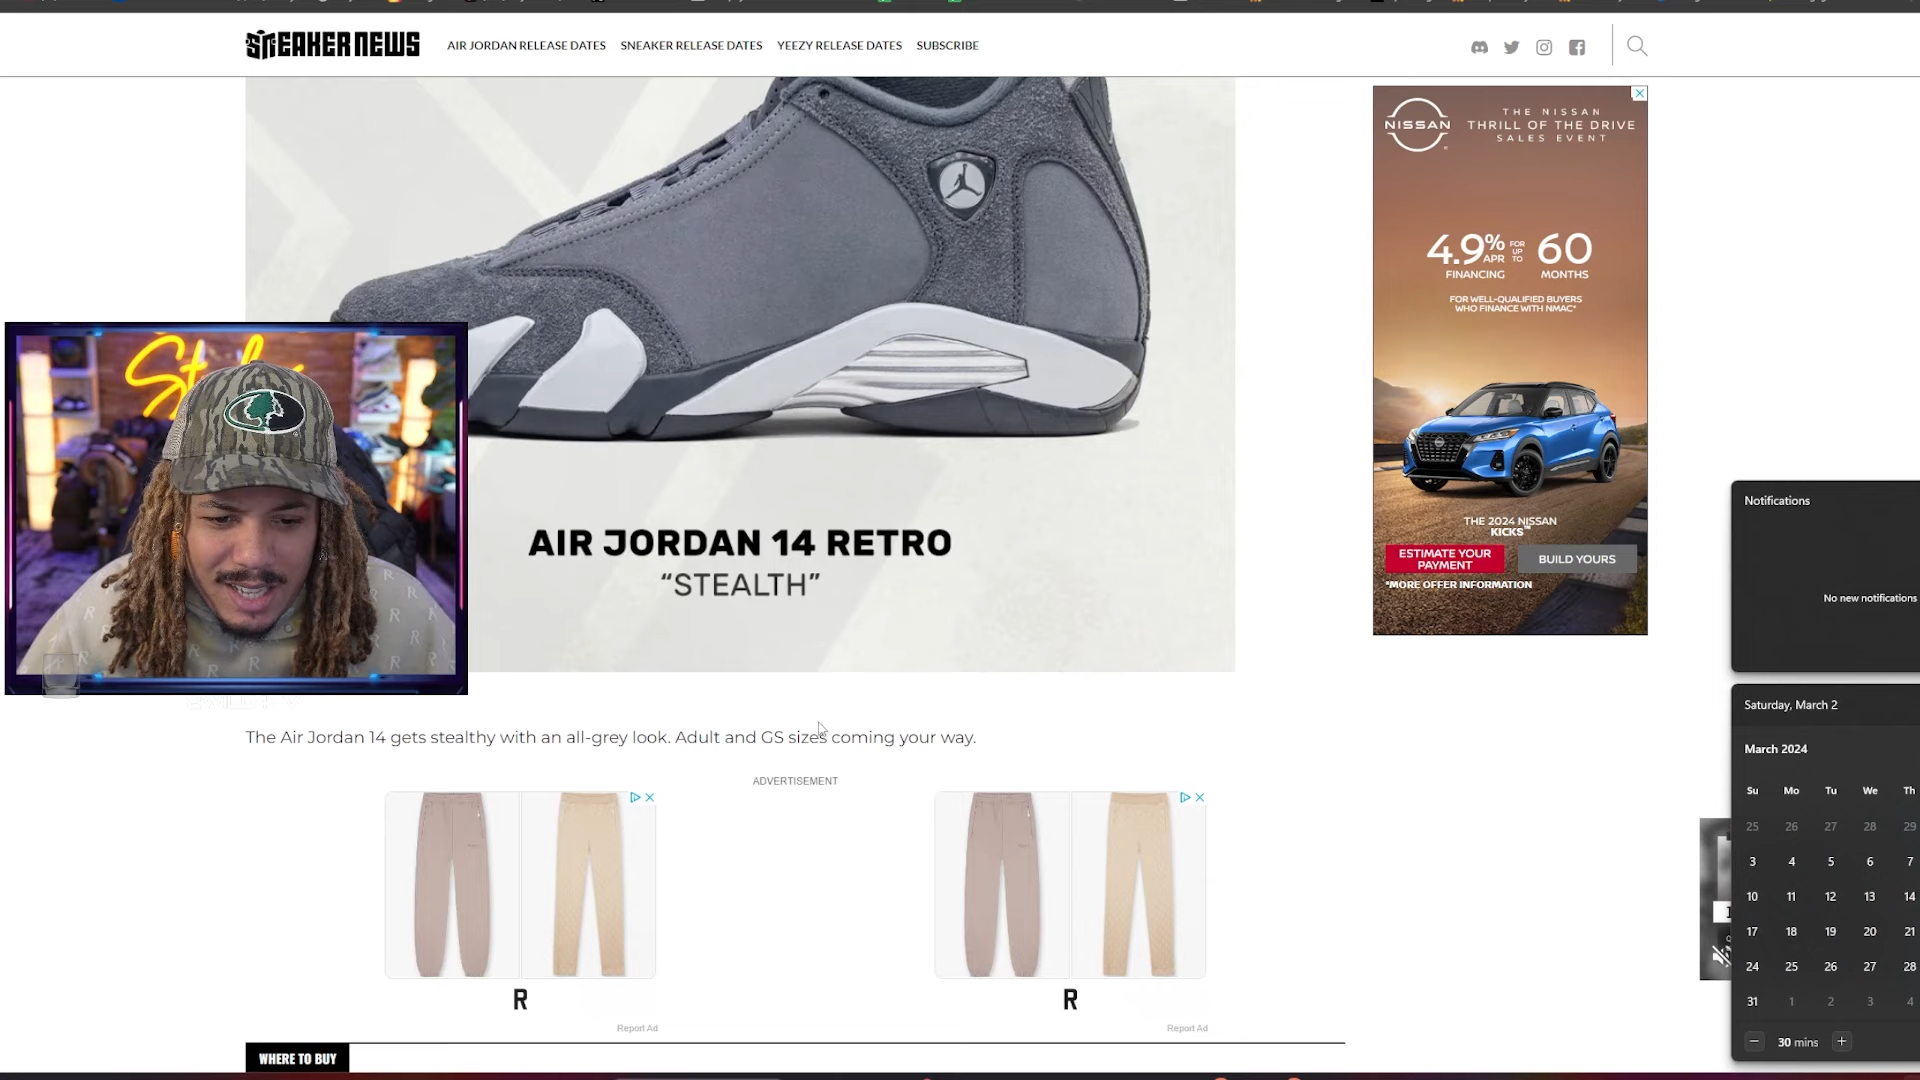 SNEAKER NEWS
AIR JORDAN RELEASE DATES SNEAKER RELEASE DATES YEEZY RELEASE DATES SUBSCRIBE
NISSAN
THE NISSAN
THRILL OF THE DRIVE
SALES EVENT
4.9% APR FOR UP TO 60
FINANCING MONTHS
FOR WELL-QUALIFIED BUYERS
WHO FINANCE WITH NMAC*
THE 2024 NISSAN
KICKS™
ESTIMATE YOUR PAYMENT
BUILD YOURS
*MORE OFFER INFORMATION
AIR JORDAN 14 RETRO
“STEALTH”
The Air Jordan 14 gets stealthy with an all-grey look. Adult and GS sizes coming your way.
ADVERTISEMENT
R R
Report Ad Report Ad
WHERE TO BUY
Notifications
No new notifications
Saturday, March 2
March 2024
Su Mo Tu We Th
25 26 27 28 29
3 4 5 6 7
10 11 12 13 14
17 18 19 20 21
24 25 26 27 28
31 1 2 3 4
30 mins